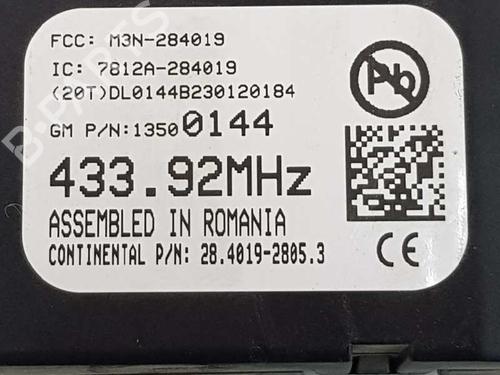 FCC: M3N-284019
IC: 7812A-284019
(20T)DL0144B230120184
GM P/N:13500144
433.92MHz
ASSEMBLED IN ROMANIA
CONTINENTAL P/N: 28.4019-2805.3
Pb
CE
B-PARTS